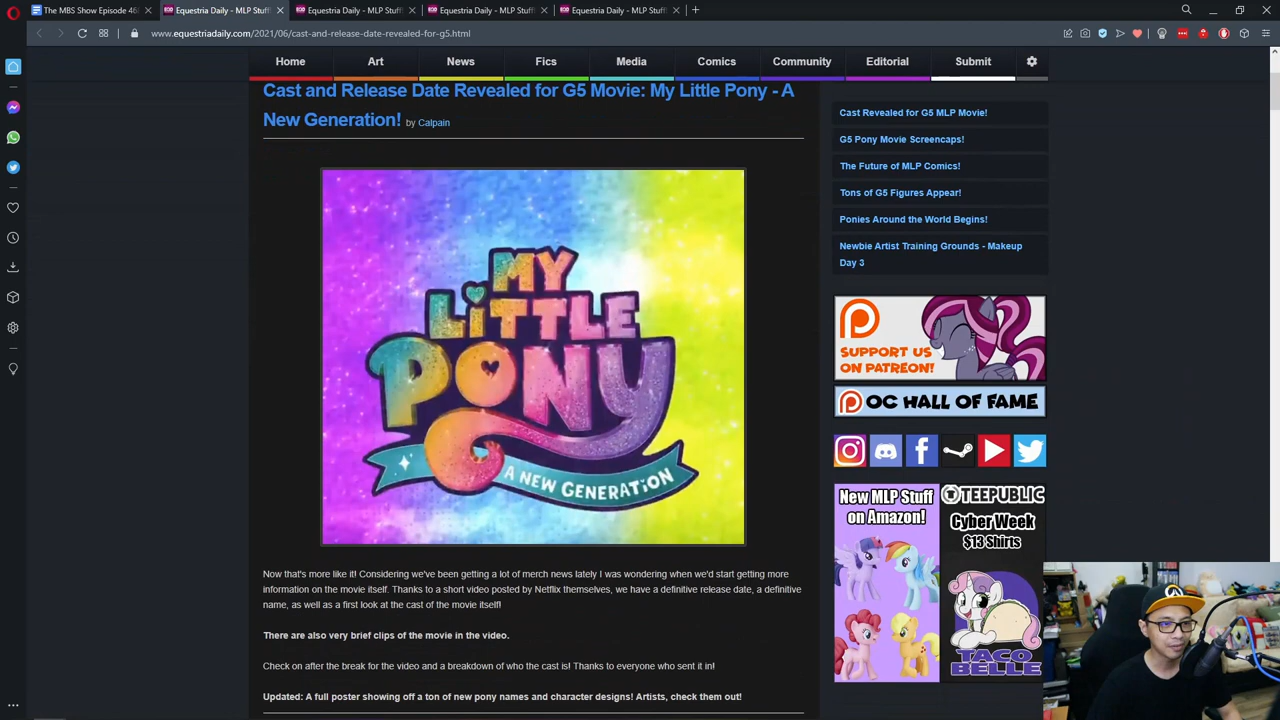 The MBS Show Episode 46
Equestria Daily - MLP Stuff
Equestria Daily - MLP Stuff
Equestria Daily - MLP Stuff
Equestria Daily - MLP Stuff
www.equestriadaily.com/2021/06/cast-and-release-date-revealed-for-g5.html
Home
Art
News
Fics
Media
Comics
Community
Editorial
Submit
Cast and Release Date Revealed for G5 Movie: My Little Pony - A
New Generation! by Calpain
MY
LITTLE
PONY
A NEW GENERATION
Now that's more like it! Considering we've been getting a lot of merch news lately I was wondering when we'd start getting more
information on the movie itself. Thanks to a short video posted by Netflix themselves, we have a definitive release date, a definitive
name, as well as a first look at the cast of the movie itself!
There are also very brief clips of the movie in the video.
Check on after the break for the video and a breakdown of who the cast is! Thanks to everyone who sent it in!
Updated: A full poster showing off a ton of new pony names and character designs! Artists, check them out!
Cast Revealed for G5 MLP Movie!
G5 Pony Movie Screencaps!
The Future of MLP Comics!
Tons of G5 Figures Appear!
Ponies Around the World Begins!
Newbie Artist Training Grounds - Makeup
Day 3
SUPPORT US
ON PATREON!
OC HALL OF FAME
New MLP Stuff
on Amazon!
TEEPUBLIC
Cyber Week
$13 Shirts
TACO
BELLE